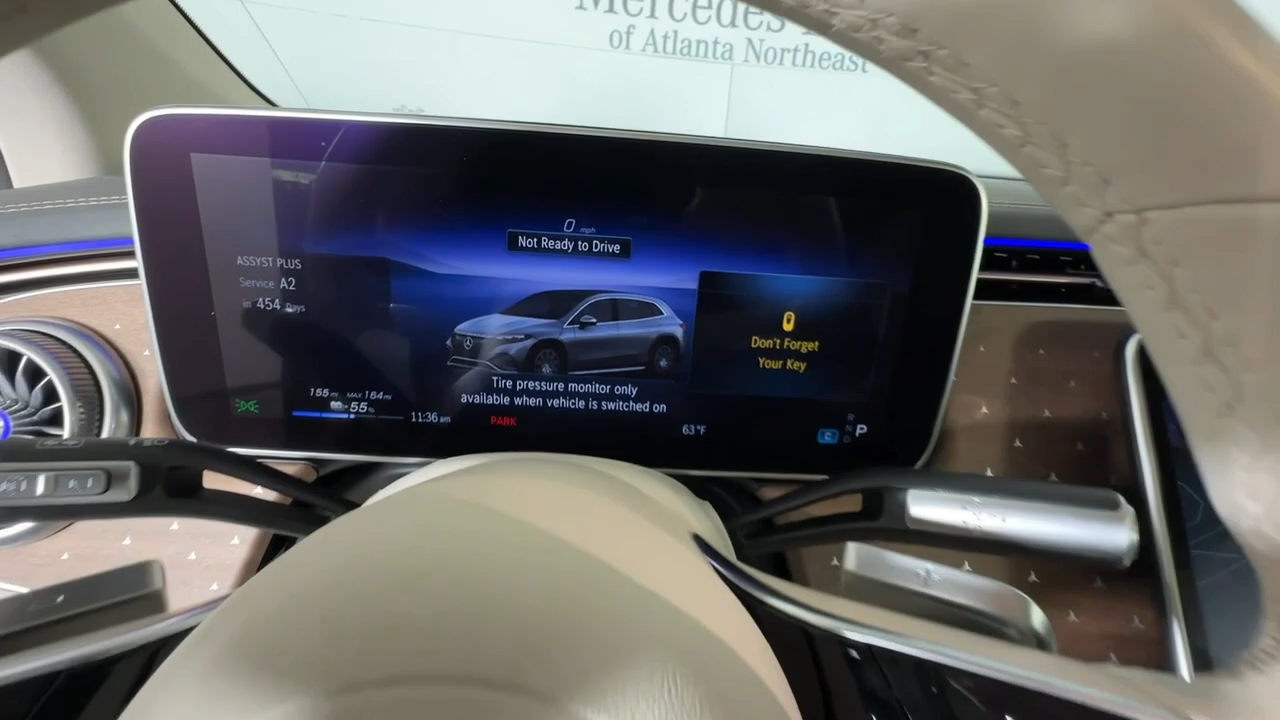 Mercedes
of Atlanta Northeast
0 mph
Not Ready to Drive
ASSYST PLUS
Service A2
in 454 Days
Don't Forget
Your Key
Tire pressure monitor only
available when vehicle is switched on
155 mi MAX 164 mi
55%
11:36 am
PARK
63 °F
C
R
N
D
P